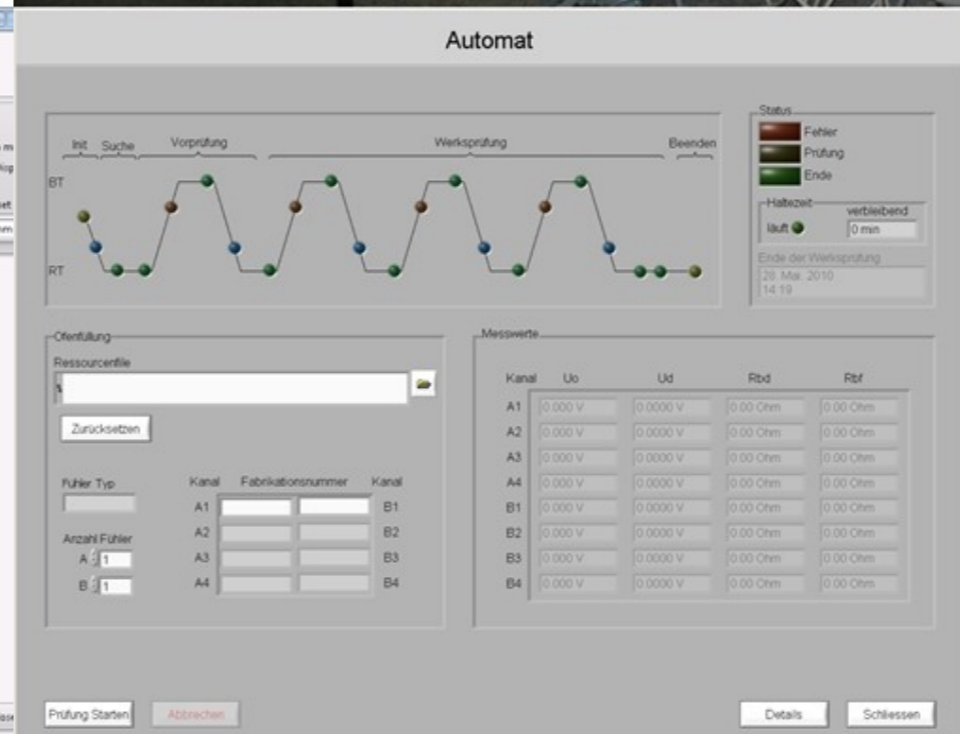 Automat
Init Suche Vorprüfung Werksprüfung Beenden
BT
RT
Status
Fehler
Prüfung
Ende
Haltezeit
läuft
verbleibend
0 min
Ende der Werksprüfung
28. Mai. 2010
14:19
Ofenfüllung
Ressourcenfile
Zurücksetzen
Fühler Typ
Anzahl Fühler
A 1
B 1
Kanal Fabrikationsnummer Kanal
A1 B1
A2 B2
A3 B3
A4 B4
Messwerte
Kanal Uo Ud Rbd Rbf
A1 0.000 V 0.0000 V 0.00 Ohm 0.00 Ohm
A2 0.000 V 0.0000 V 0.00 Ohm 0.00 Ohm
A3 0.000 V 0.0000 V 0.00 Ohm 0.00 Ohm
A4 0.000 V 0.0000 V 0.00 Ohm 0.00 Ohm
B1 0.000 V 0.0000 V 0.00 Ohm 0.00 Ohm
B2 0.000 V 0.0000 V 0.00 Ohm 0.00 Ohm
B3 0.000 V 0.0000 V 0.00 Ohm 0.00 Ohm
B4 0.000 V 0.0000 V 0.00 Ohm 0.00 Ohm
Prüfung Starten Abbrechen Details Schliessen